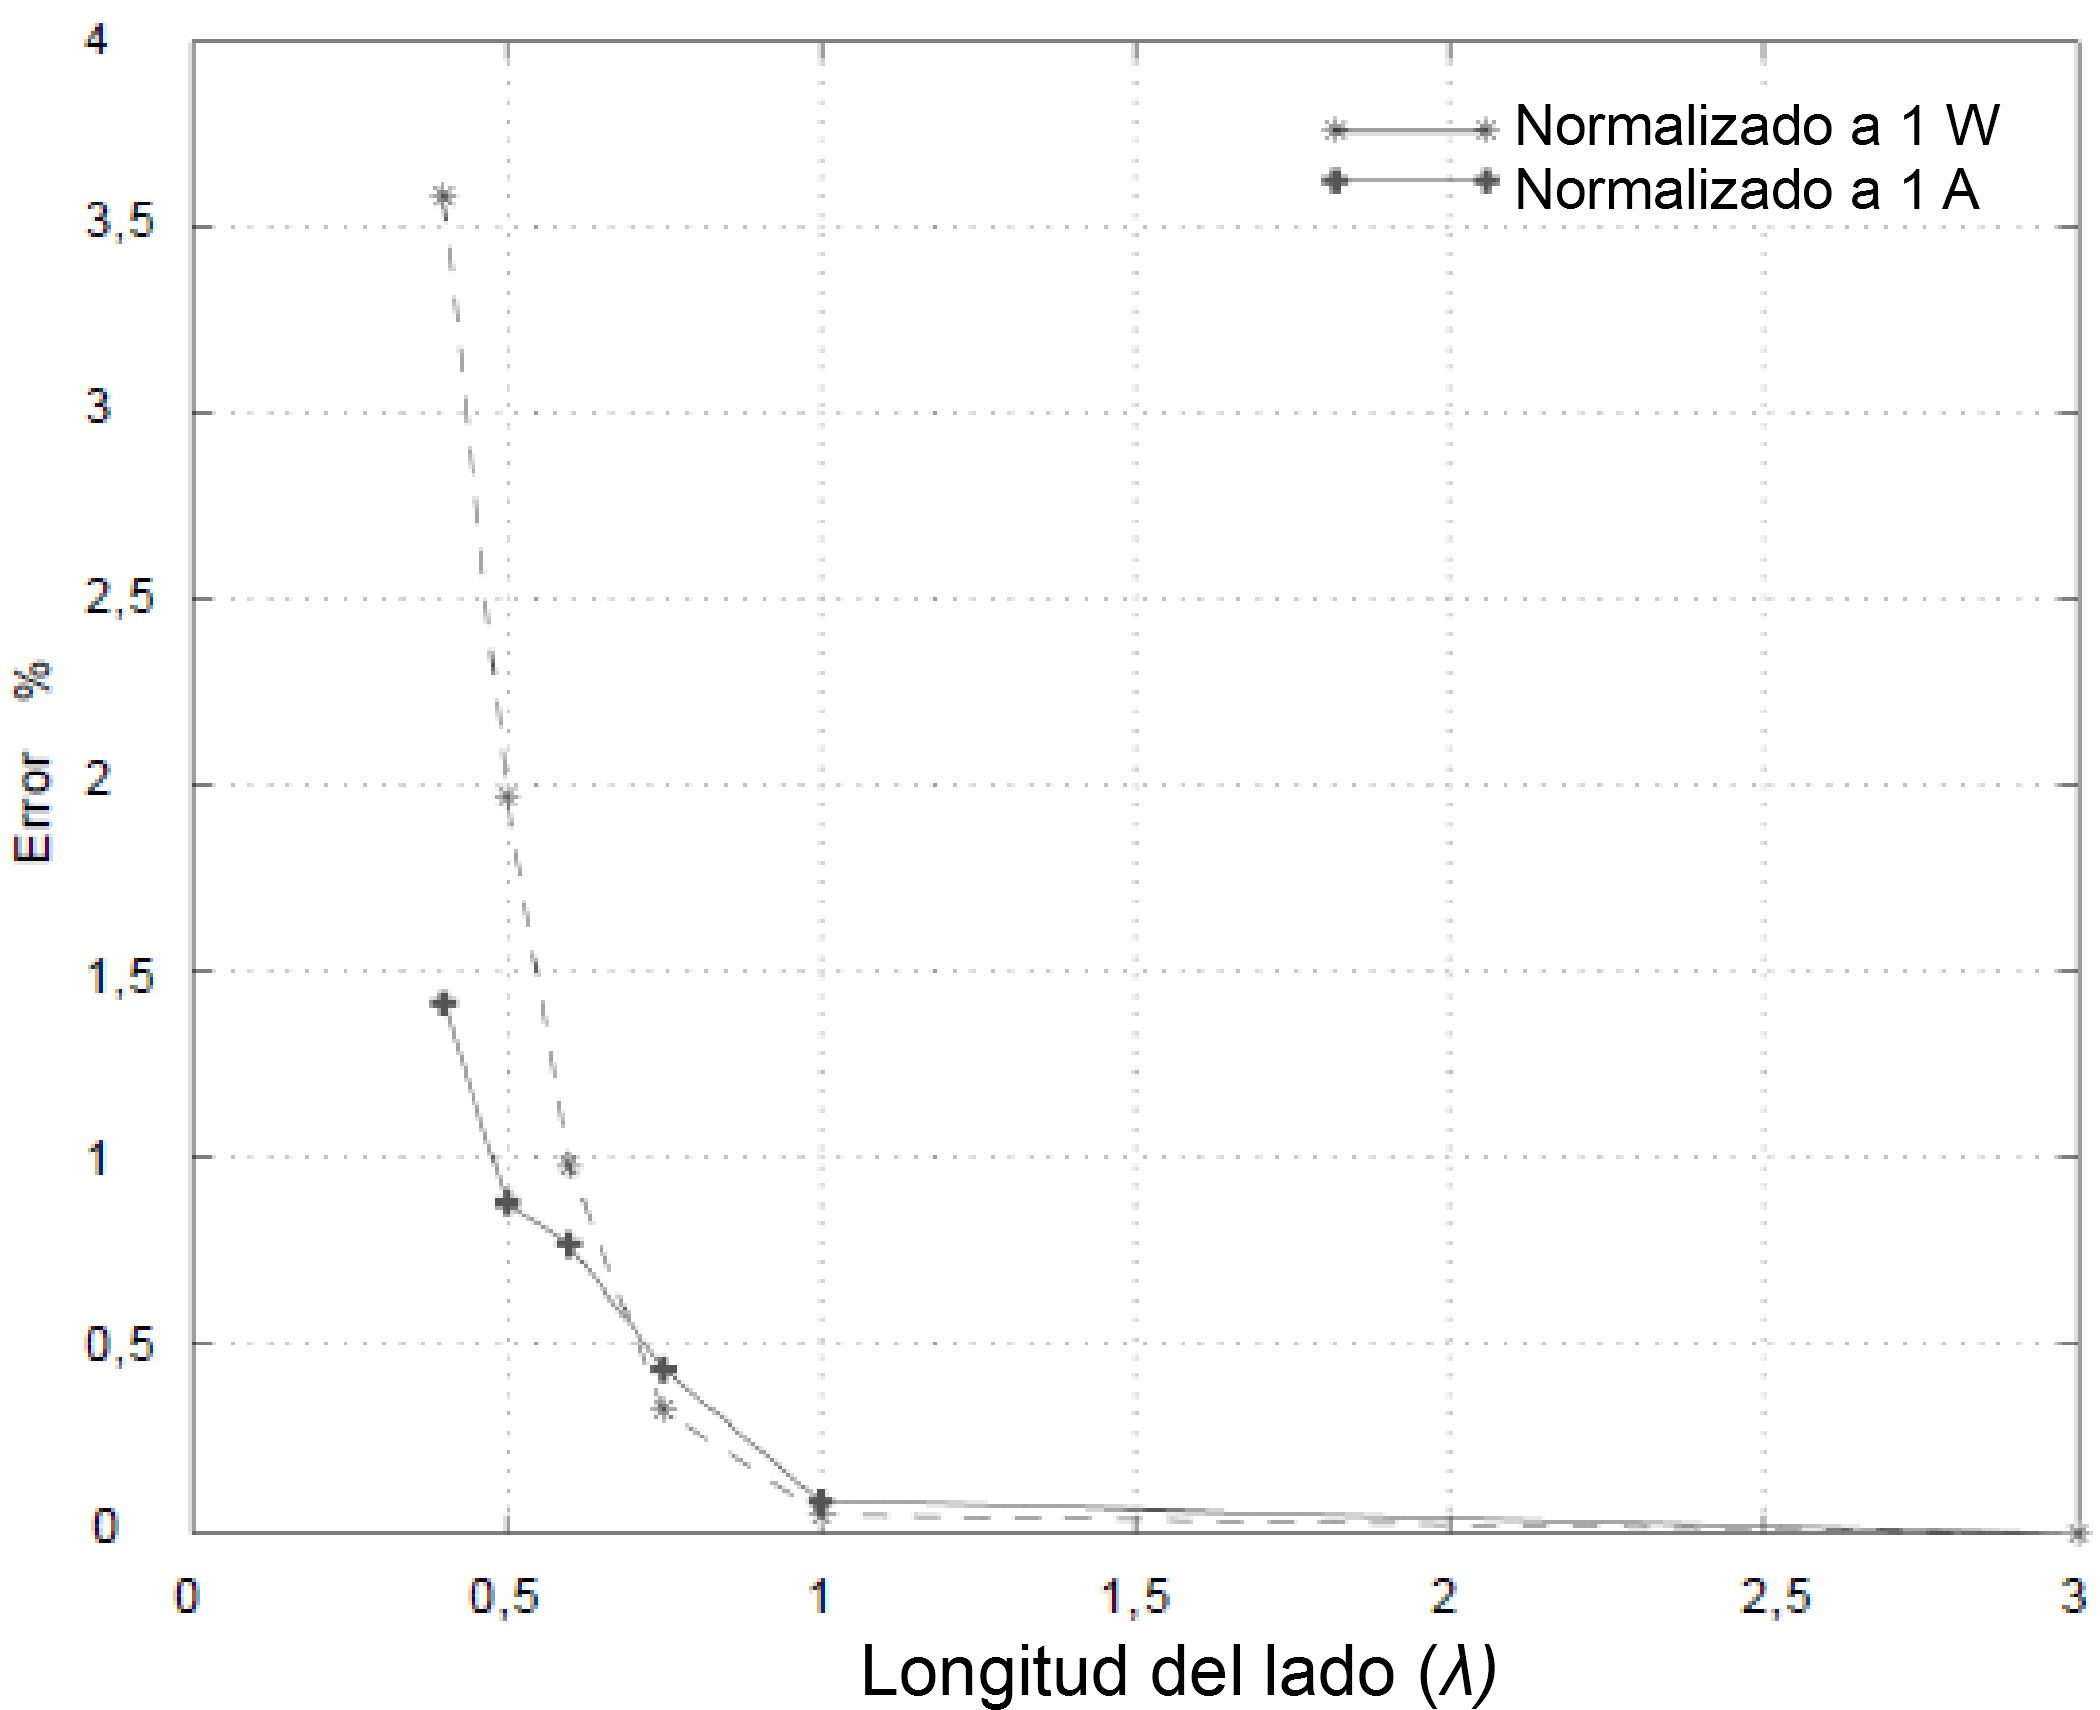 4
Normalizado a 1 W
Normalizado a 1 A
3,5
3
2,5
2
1,5
1
0,5
0
Error %
0 0,5 1 1,5 2 2,5 3
Longitud del lado (λ)